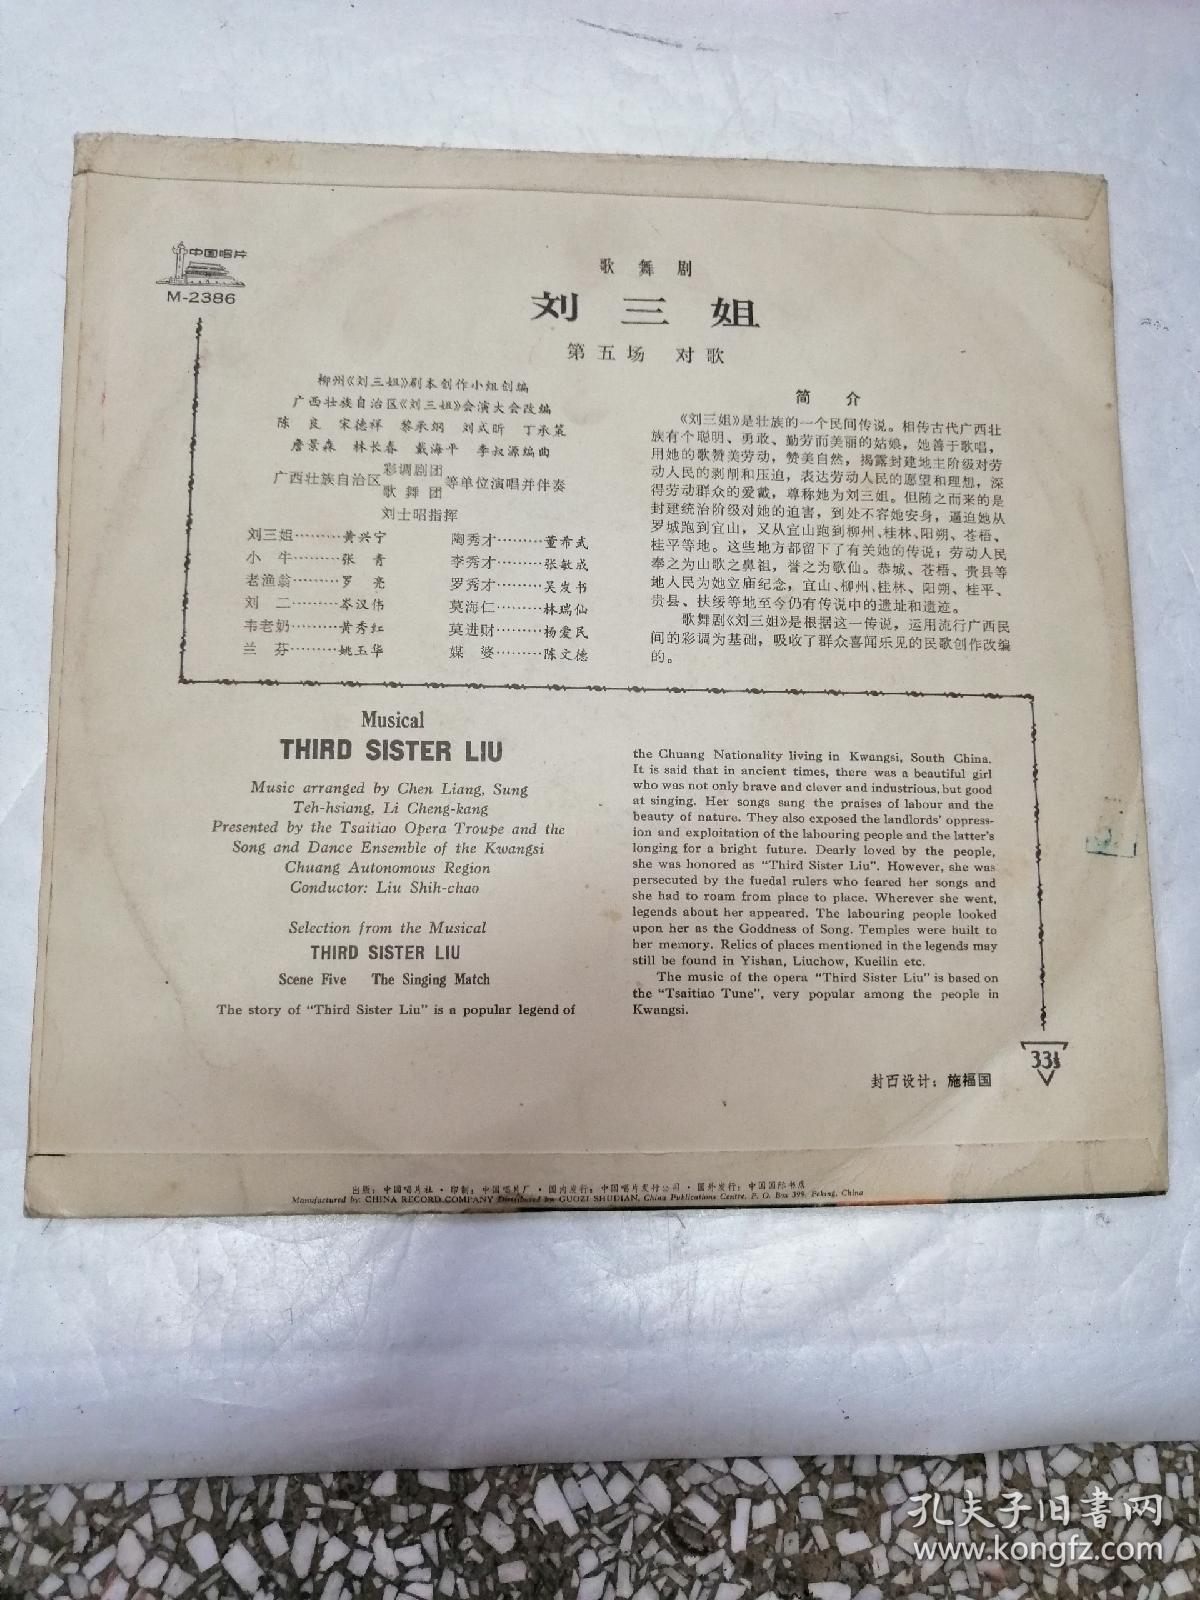 中国唱片
M-2386
歌舞剧
刘三姐
第五场 对歌
柳州《刘三姐》剧本创作小组创编
广西壮族自治区《刘三姐》会演大会改编
陈良 宋德祥 黎承纲 刘式昕 丁承策
詹景森 林长春 戴海平 李叔源编曲
广西壮族自治区彩调剧团歌舞团等单位演唱并伴奏
刘士昭指挥
刘三姐………黄兴宁
小牛………张青
老渔翁………罗亮
刘二………岑汉伟
韦老奶………黄秀红
兰芬………姚玉华
陶秀才………董希武
李秀才………张敏成
罗秀才………吴发书
莫海仁………林瑞仙
莫进财………杨爱民
媒婆………陈文德
简介
《刘三姐》是壮族的一个民间传说。相传古代广西壮
族有个聪明、勇敢、勤劳而美丽的姑娘，她善于歌唱，
用她的歌赞美劳动，赞美自然，揭露封建地主阶级对劳
动人民的剥削和压迫，表达劳动人民的愿望和理想，深
得劳动群众的爱戴，尊称她为刘三姐。但随之而来的是
封建统治阶级对她的迫害，到处不容她安身，逼迫她从
罗城跑到宜山，又从宜山跑到柳州、桂林、阳朔、苍梧、
桂平等地。这些地方都留下了有关她的传说；劳动人民
奉之为山歌之鼻祖，誉之为歌仙。恭城、苍梧、贵县等
地人民为她立庙纪念，宜山、柳州、桂林、阳朔、桂平、
贵县、扶绥等地至今仍有传说中的遗址和遗迹。
歌舞剧《刘三姐》是根据这一传说，运用流行广西民
间的彩调为基础，吸收了群众喜闻乐见的民歌创作改编
的。
Musical
THIRD SISTER LIU
Music arranged by Chen Liang, Sung
Teh-hsiang, Li Cheng-kang
Presented by the Tsaitiao Opera Troupe and the
Song and Dance Ensemble of the Kwangsi
Chuang Autonomous Region
Conductor: Liu Shih-chao
Selection from the Musical
THIRD SISTER LIU
Scene Five The Singing Match
The story of "Third Sister Liu" is a popular legend of
the Chuang Nationality living in Kwangsi, South China.
It is said that in ancient times, there was a beautiful girl
who was not only brave and clever and industrious, but good
at singing. Her songs sung the praises of labour and the
beauty of nature. They also exposed the landlords' oppress-
ion and exploitation of the labouring people and the latter's
longing for a bright future. Dearly loved by the people,
she was honored as "Third Sister Liu". However, she was
persecuted by the fuedal rulers who feared her songs and
she had to roam from place to place. Wherever she went,
legends about her appeared. The labouring people looked
upon her as the Goddness of Song. Temples were built to
her memory. Relics of places mentioned in the legends may
still be found in Yishan, Liuchow, Kueilin etc.
The music of the opera "Third Sister Liu" is based on
the "Tsaitiao Tune", very popular among the people in
Kwangsi.
33⅓
封面设计：施福国
出版：中国唱片社·印制：中国唱片厂·国内发行：中国唱片发行公司·国外发行：中国国际书店
Manufactured by: CHINA RECORD COMPANY Distributed by GUOZI SHUDIAN, China Publications Centre, P. O. Box 399, Peking, China
孔夫子旧書网
www.kongfz.com